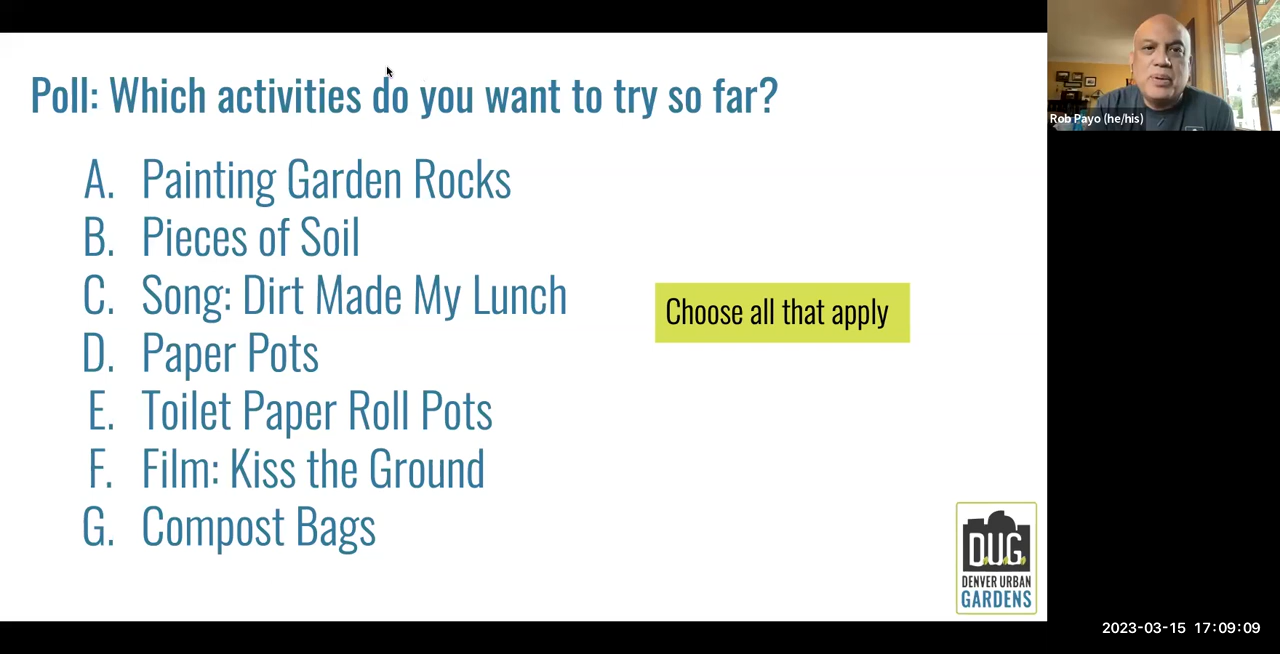 Poll: Which activities do you want to try so far?
A. Painting Garden Rocks
B. Pieces of Soil
C. Song: Dirt Made My Lunch
D. Paper Pots
E. Toilet Paper Roll Pots
F. Film: Kiss the Ground
G. Compost Bags
Choose all that apply
Rob Payo (he/his)
DUG
DENVER URBAN
GARDENS
2023-03-15 17:09:09